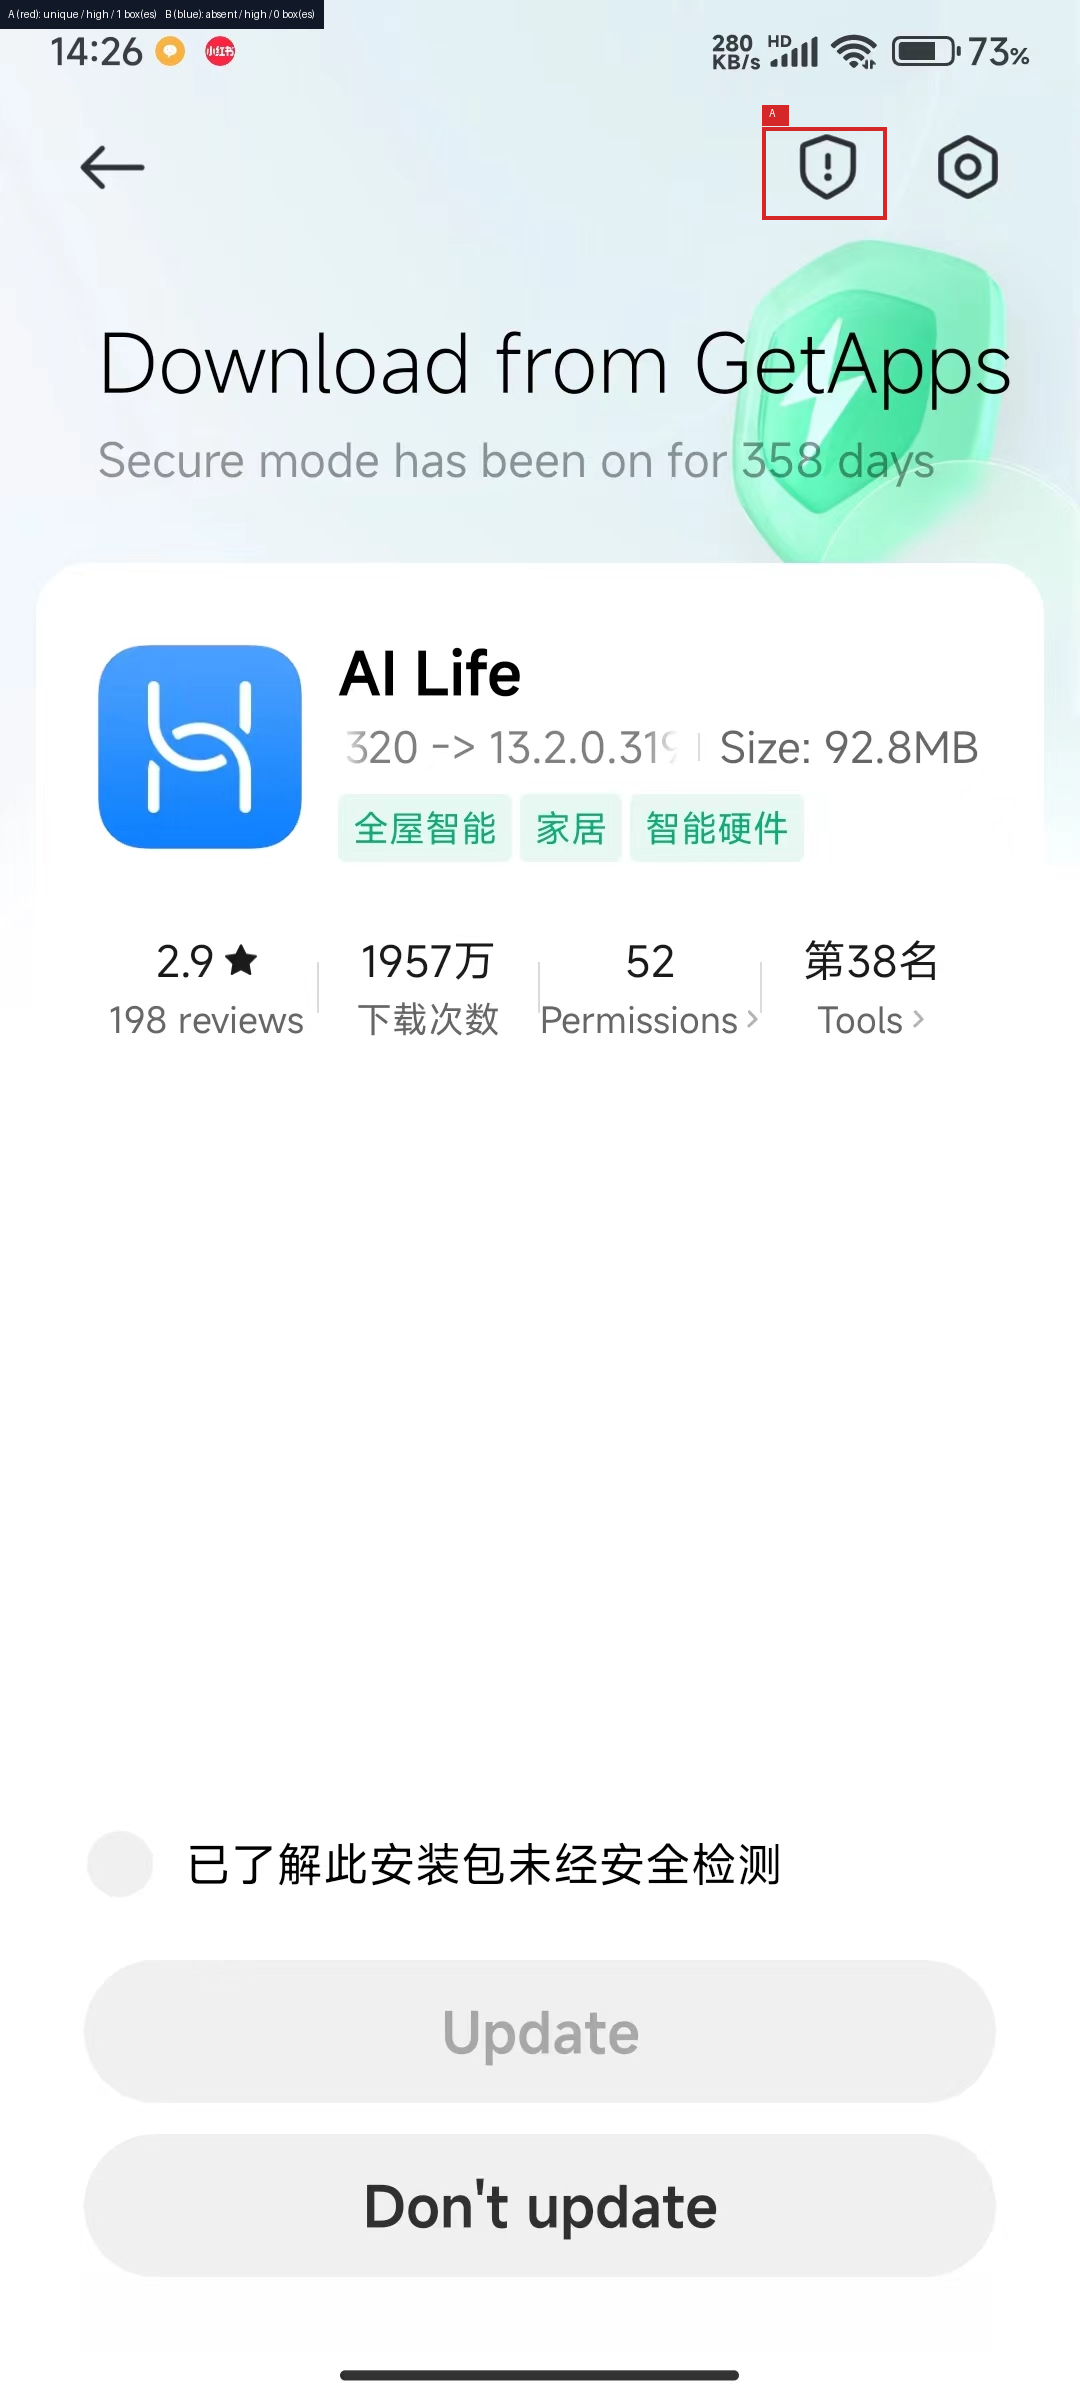 A (red): unique / high / 1 box(es) B (blue): absent / high / 0 box(es)
14:26 小红书 280 KB/s HD 73%
A
Download from GetApps
Secure mode has been on for 358 days
AI Life
320 -> 13.2.0.319 Size: 92.8MB
全屋智能 家居 智能硬件
2.9★ 1957万 52 第38名
198 reviews 下载次数 Permissions > Tools >
已了解此安装包未经安全检测
Update
Don't update